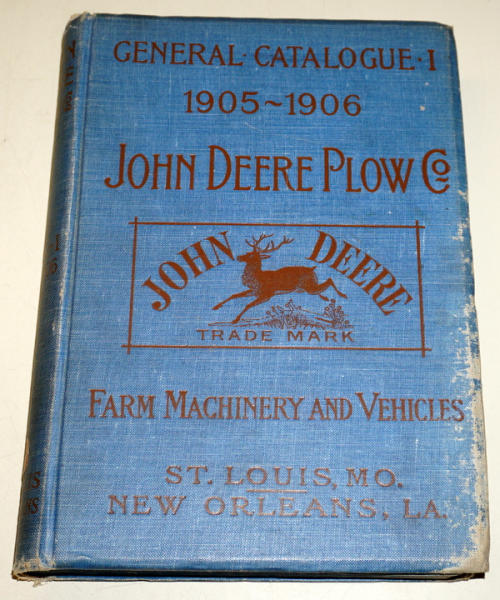 GENERAL · CATALOGUE · I
1905~1906
JOHN DEERE PLOW CO
JOHN DEERE
TRADE MARK
FARM MACHINERY AND VEHICLES
ST. LOUIS, MO.
NEW ORLEANS, LA.